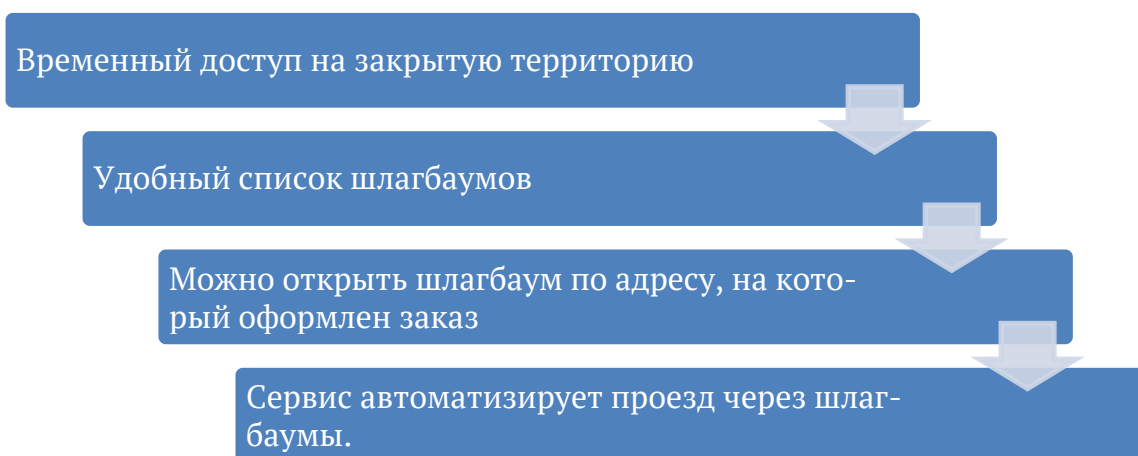 Временный доступ на закрытую территорию
Удобный список шлагбаумов
Можно открыть шлагбаум по адресу, на кото-
рый оформлен заказ
Сервис автоматизирует проезд через шлаг-
баумы.